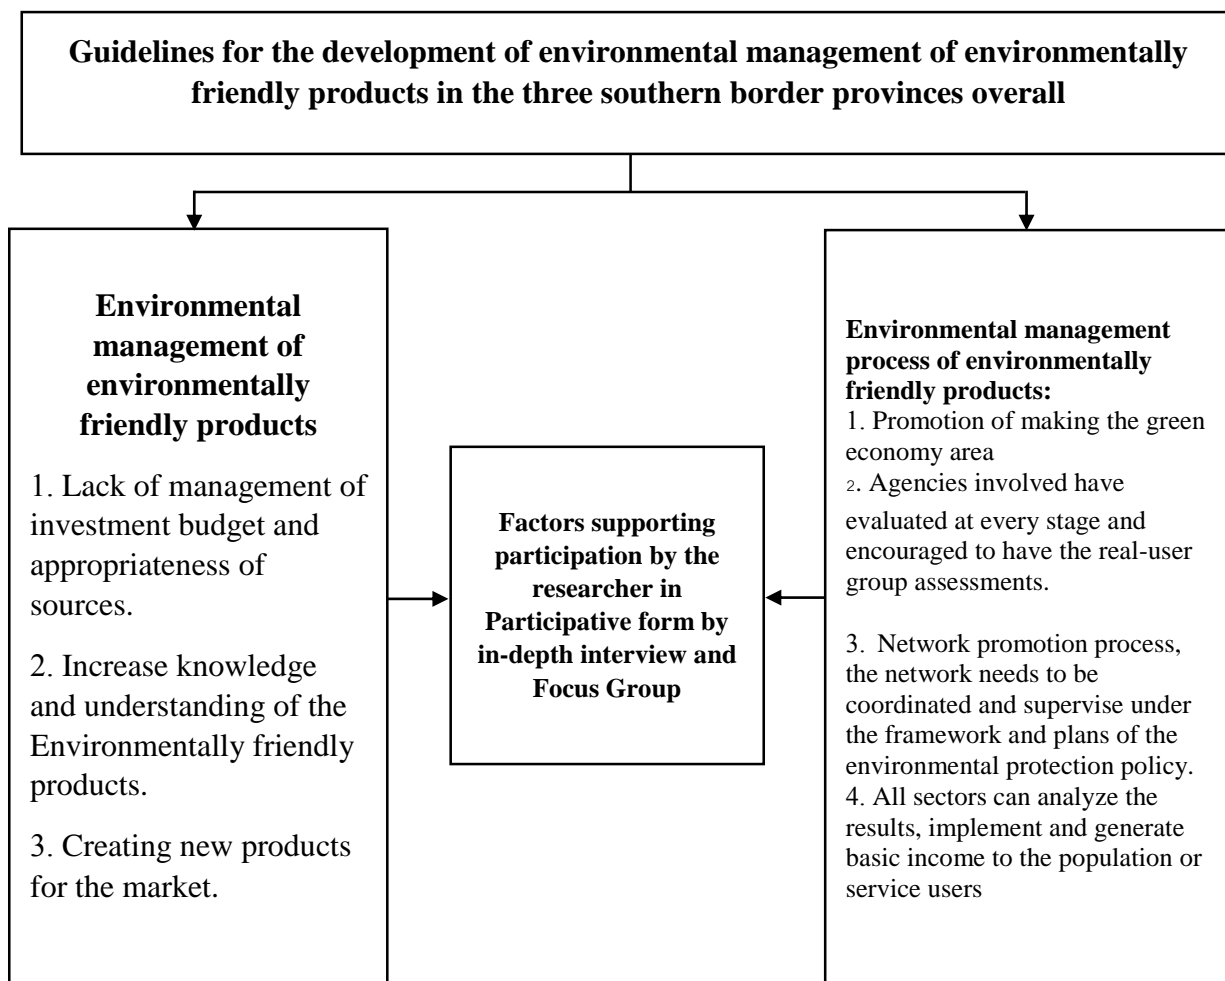 Guidelines for the development of environmental management of environmentally
friendly products in the three southern border provinces overall
Environmental
management of
environmentally
friendly products
1. Lack of management of
investment budget and
appropriateness of
sources.
2. Increase knowledge
and understanding of the
Environmentally friendly
products.
3. Creating new products
for the market.
Factors supporting
participation by the
researcher in
Participative form by
in-depth interview and
Focus Group
Environmental management
process of environmentally
friendly products:
1. Promotion of making the green
economy area
2. Agencies involved have
evaluated at every stage and
encouraged to have the real-user
group assessments.
3. Network promotion process,
the network needs to be
coordinated and supervise under
the framework and plans of the
environmental protection policy.
4. All sectors can analyze the
results, implement and generate
basic income to the population or
service users